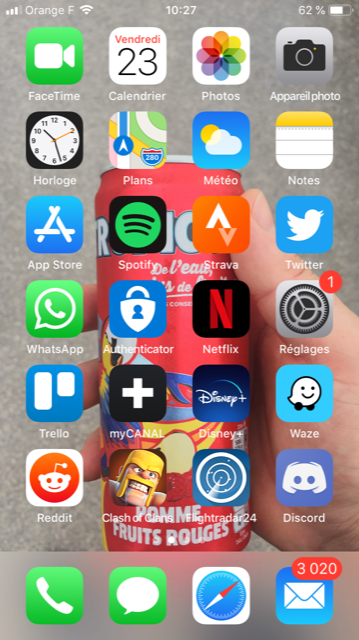 Orange F 10:27 62 %
Vendredi
23
FaceTime Calendrier Photos Appareil photo
280
Horloge Plans Météo Notes
De l'eau,
App Store Spotify Strava Twitter
1
N
WhatsApp Authenticator Netflix Réglages
Disney+
Trello myCANAL Disney+ Waze
Reddit Clash of Clans Flightradar24 Discord
POMME
FRUITS ROUGES
3 020